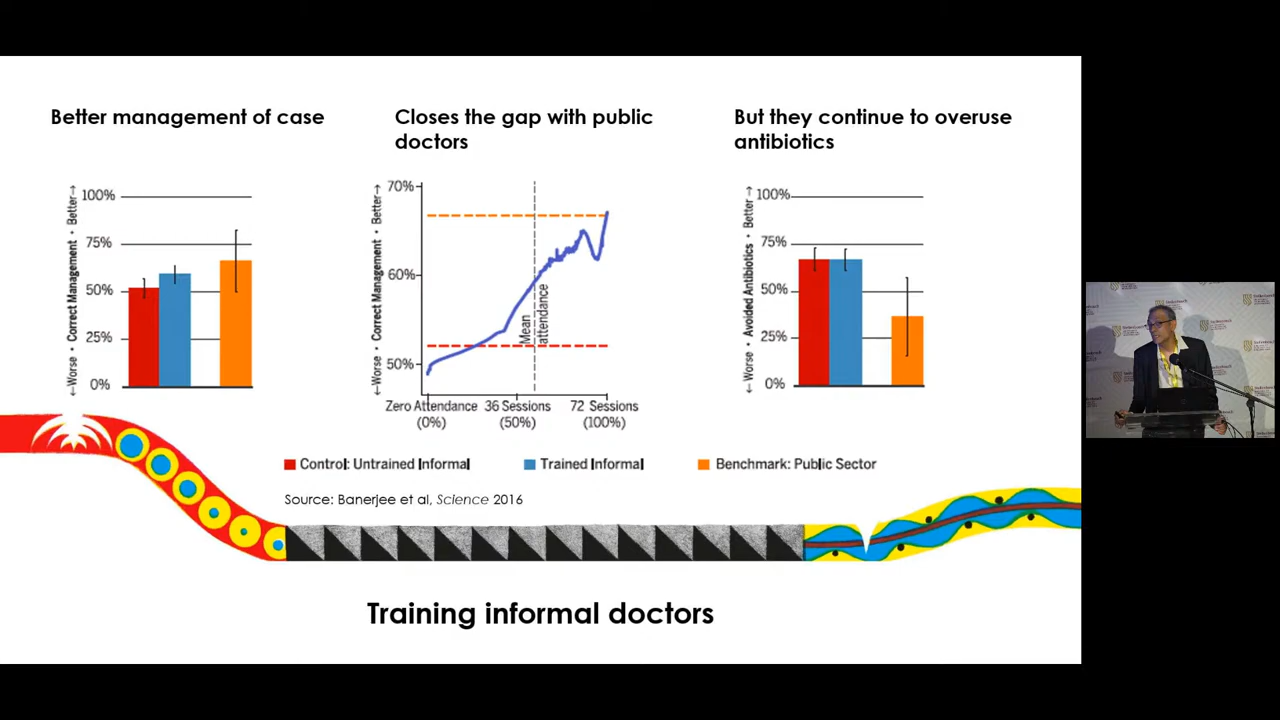 Better management of case
Closes the gap with public
doctors
But they continue to overuse
antibiotics
←Worse • Correct Management • Better→
100%
75%
50%
25%
0%
←Worse • Correct Management • Better→
70%
60%
50%
Mean
attendance
Zero Attendance
(0%)
36 Sessions
(50%)
72 Sessions
(100%)
←Worse • Avoided Antibiotics • Better→
100%
75%
50%
25%
0%
Control: Untrained Informal
Trained Informal
Benchmark: Public Sector
Source: Banerjee et al, Science 2016
Training informal doctors